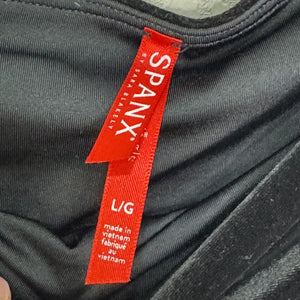 SPANX®
BY SARA BLAKELY
L/G
made in
vietnam
fabriqué au
vietnam